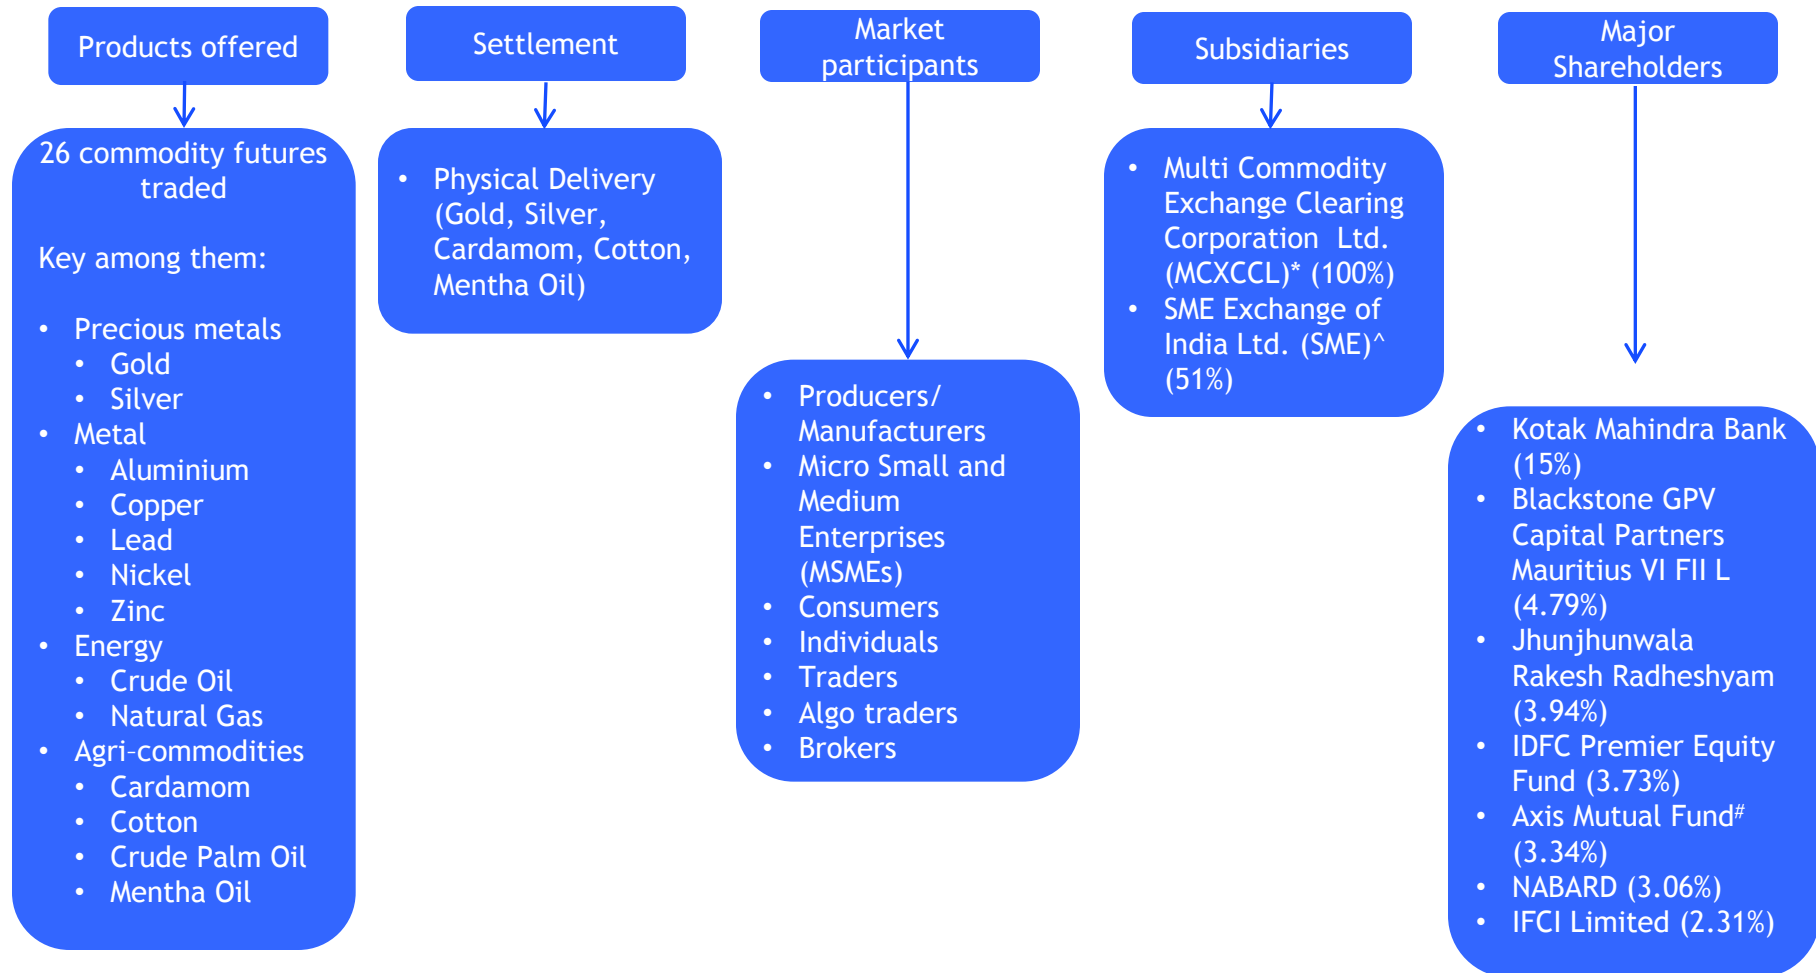 Products offered
26 commodity futures
traded
Key among them:
• Precious metals
• Gold
• Silver
• Metal
• Aluminium
• Copper
• Lead
• Nickel
• Zinc
• Energy
• Crude Oil
• Natural Gas
• Agri-commodities
• Cardamom
• Cotton
• Crude Palm Oil
• Mentha Oil
Settlement
• Physical Delivery
(Gold, Silver,
Cardamom, Cotton,
Mentha Oil)
Market
participants
• Producers/
Manufacturers
• Micro Small and
Medium
Enterprises
(MSMEs)
• Consumers
• Individuals
• Traders
• Algo traders
• Brokers
Subsidiaries
• Multi Commodity
Exchange Clearing
Corporation Ltd.
(MCXCCL)* (100%)
• SME Exchange of
India Ltd. (SME)^
(51%)
Major
Shareholders
• Kotak Mahindra Bank
(15%)
• Blackstone GPV
Capital Partners
Mauritius VI FII L
(4.79%)
• Jhunjhunwala
Rakesh Radheshyam
(3.94%)
• IDFC Premier Equity
Fund (3.73%)
• Axis Mutual Fund#
(3.34%)
• NABARD (3.06%)
• IFCI Limited (2.31%)